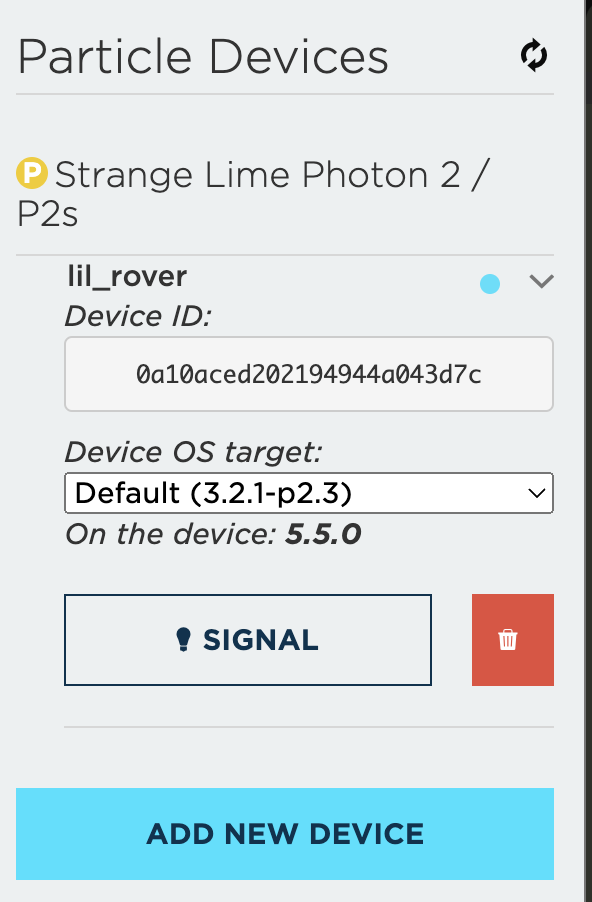 Particle Devices
P Strange Lime Photon 2 /
P2s
lil_rover
Device ID:
0a10aced202194944a043d7c
Device OS target:
Default (3.2.1-p2.3)
On the device: 5.5.0
SIGNAL
ADD NEW DEVICE